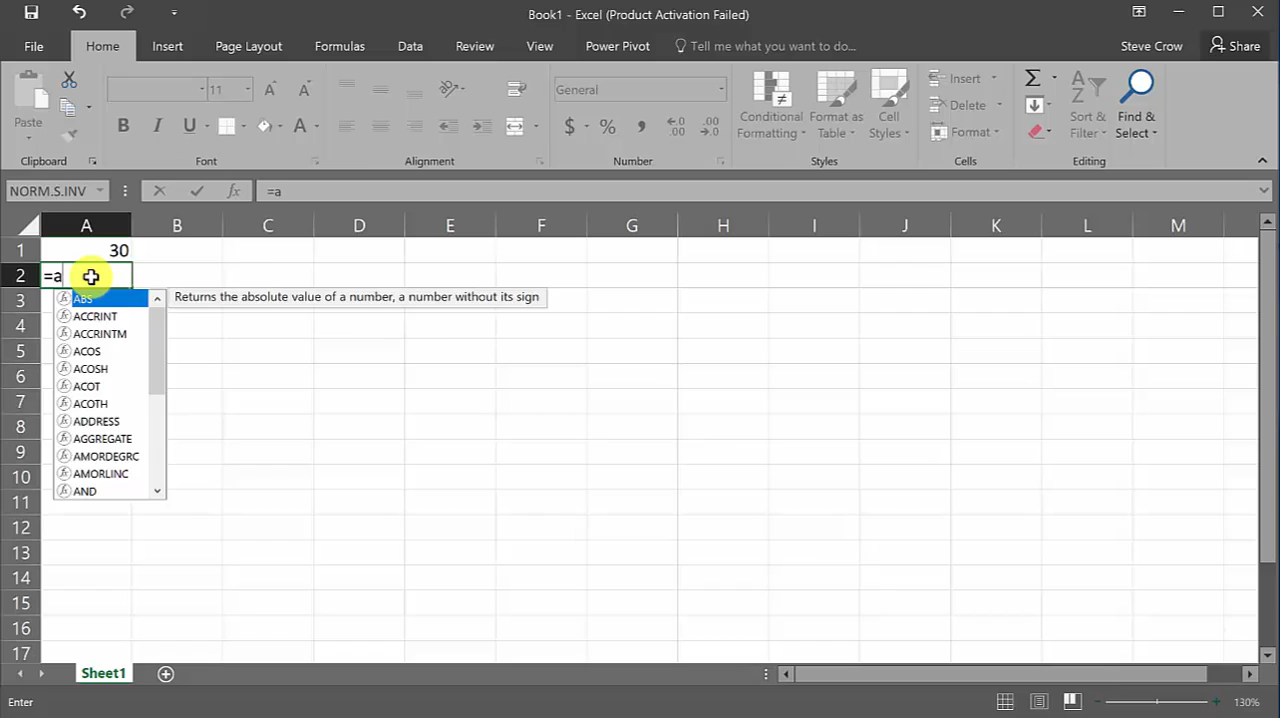 Book1 - Excel (Product Activation Failed)
File Home Insert Page Layout Formulas Data Review View Power Pivot Tell me what you want to do... Steve Crow Share
Paste
Clipboard
11 A A
B I U A
Font
Alignment
General
$ % , .0 .00 .00 .0
Number
Conditional Formatting
Format as Table
Cell Styles
Styles
Insert
Delete
Format
Cells
Σ
A Z
Sort & Filter
Find & Select
Editing
NORM.S.INV fx =a
A B C D E F G H I J K L M
1 30
2 =a
3
4
5
6
7
8
9
10
11
12
13
14
15
16
17
ABS Returns the absolute value of a number, a number without its sign
ACCRINT
ACCRINTM
ACOS
ACOSH
ACOT
ACOTH
ADDRESS
AGGREGATE
AMORDEGRC
AMORLINC
AND
Sheet1
Enter 130%